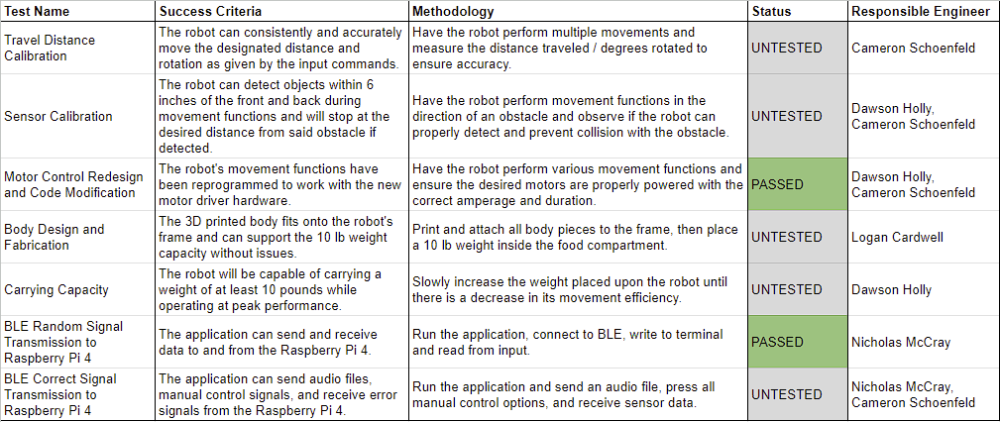 Test Name Success Criteria Methodology Status Responsible Engineer
Travel Distance
Calibration
The robot can consistently and accurately
move the designated distance and
rotation as given by the input commands.
Have the robot perform multiple movements and
measure the distance traveled / degrees rotated to
ensure accuracy.
UNTESTED
Cameron Schoenfeld
Sensor Calibration
The robot can detect objects within 6
inches of the front and back during
movement functions and will stop at the
desired distance from said obstacle if
detected.
Have the robot perform movement functions in the
direction of an obstacle and observe if the robot can
properly detect and prevent collision with the obstacle.
UNTESTED
Dawson Holly,
Cameron Schoenfeld
Motor Control Redesign
and Code Modification
The robot's movement functions have
been reprogrammed to work with the new
motor driver hardware.
Have the robot perform various movement functions and
ensure the desired motors are properly powered with the
correct amperage and duration.
PASSED
Dawson Holly,
Cameron Schoenfeld
Body Design and
Fabrication
The 3D printed body fits onto the robot's
frame and can support the 10 lb weight
capacity without issues.
Print and attach all body pieces to the frame, then place
a 10 lb weight inside the food compartment.
UNTESTED
Logan Cardwell
Carrying Capacity
The robot will be capable of carrying a
weight of at least 10 pounds while
operating at peak performance.
Slowly increase the weight placed upon the robot until
there is a decrease in its movement efficiency.
UNTESTED
Dawson Holly
BLE Random Signal
Transmission to
Raspberry Pi 4
The application can send and receive
data to and from the Raspberry Pi 4.
Run the application, connect to BLE, write to terminal
and read from input.
PASSED
Nicholas McCray
BLE Correct Signal
Transmission to
Raspberry Pi 4
The application can send audio files,
manual control signals, and receive error
signals from the Raspberry Pi 4.
Run the application and send an audio file, press all
manual control options, and receive sensor data.
UNTESTED
Nicholas McCray,
Cameron Schoenfeld